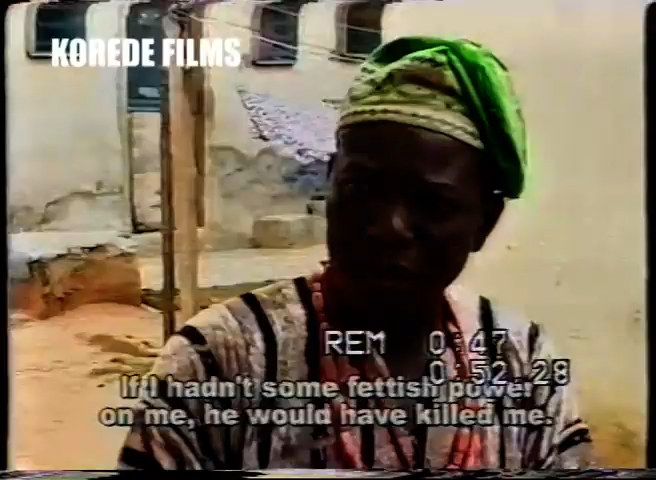 KOREDE FILMS
REM 0:47
0:52:28
If I hadn't some fettish power
on me, he would have killed me.